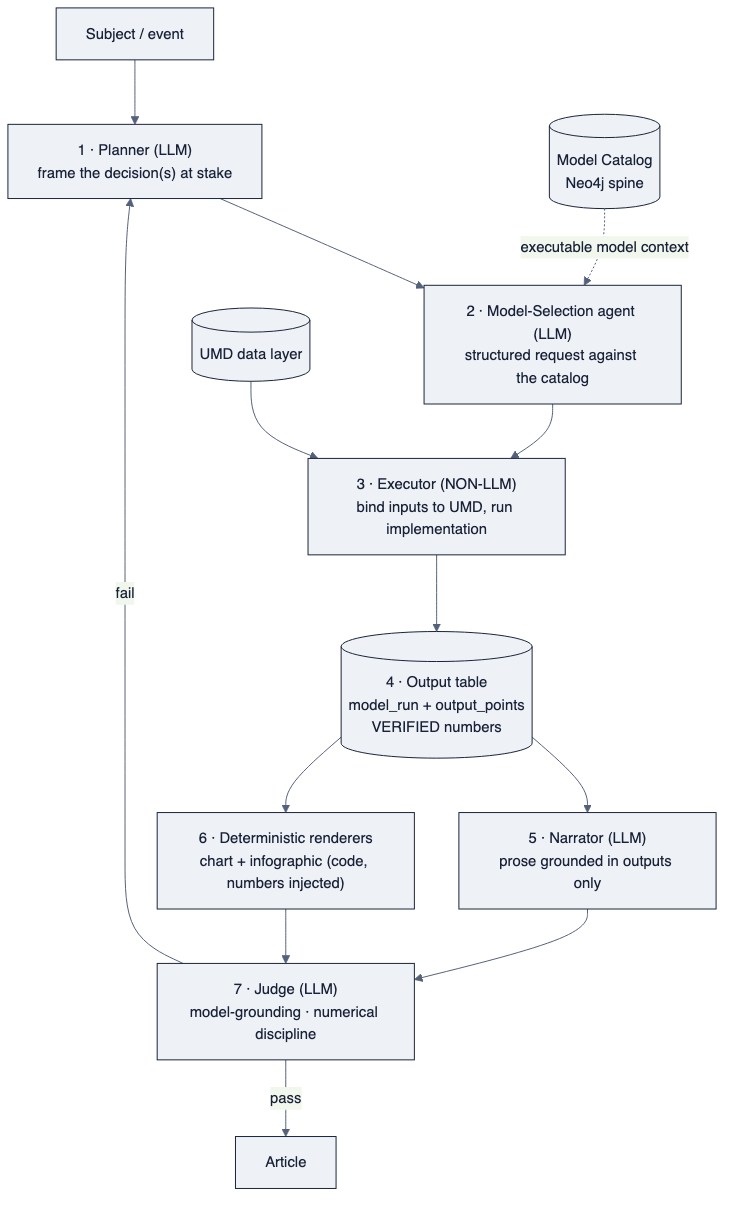 Subject / event
1 · Planner (LLM)
frame the decision(s) at stake
Model Catalog
Neo4j spine
executable model context
2 · Model-Selection agent
(LLM)
structured request against
the catalog
UMD data layer
3 · Executor (NON-LLM)
bind inputs to UMD, run
implementation
fail
4 · Output table
model_run + output_points
VERIFIED numbers
6 · Deterministic renderers
chart + infographic (code,
numbers injected)
5 · Narrator (LLM)
prose grounded in outputs
only
7 · Judge (LLM)
model-grounding · numerical
discipline
pass
Article